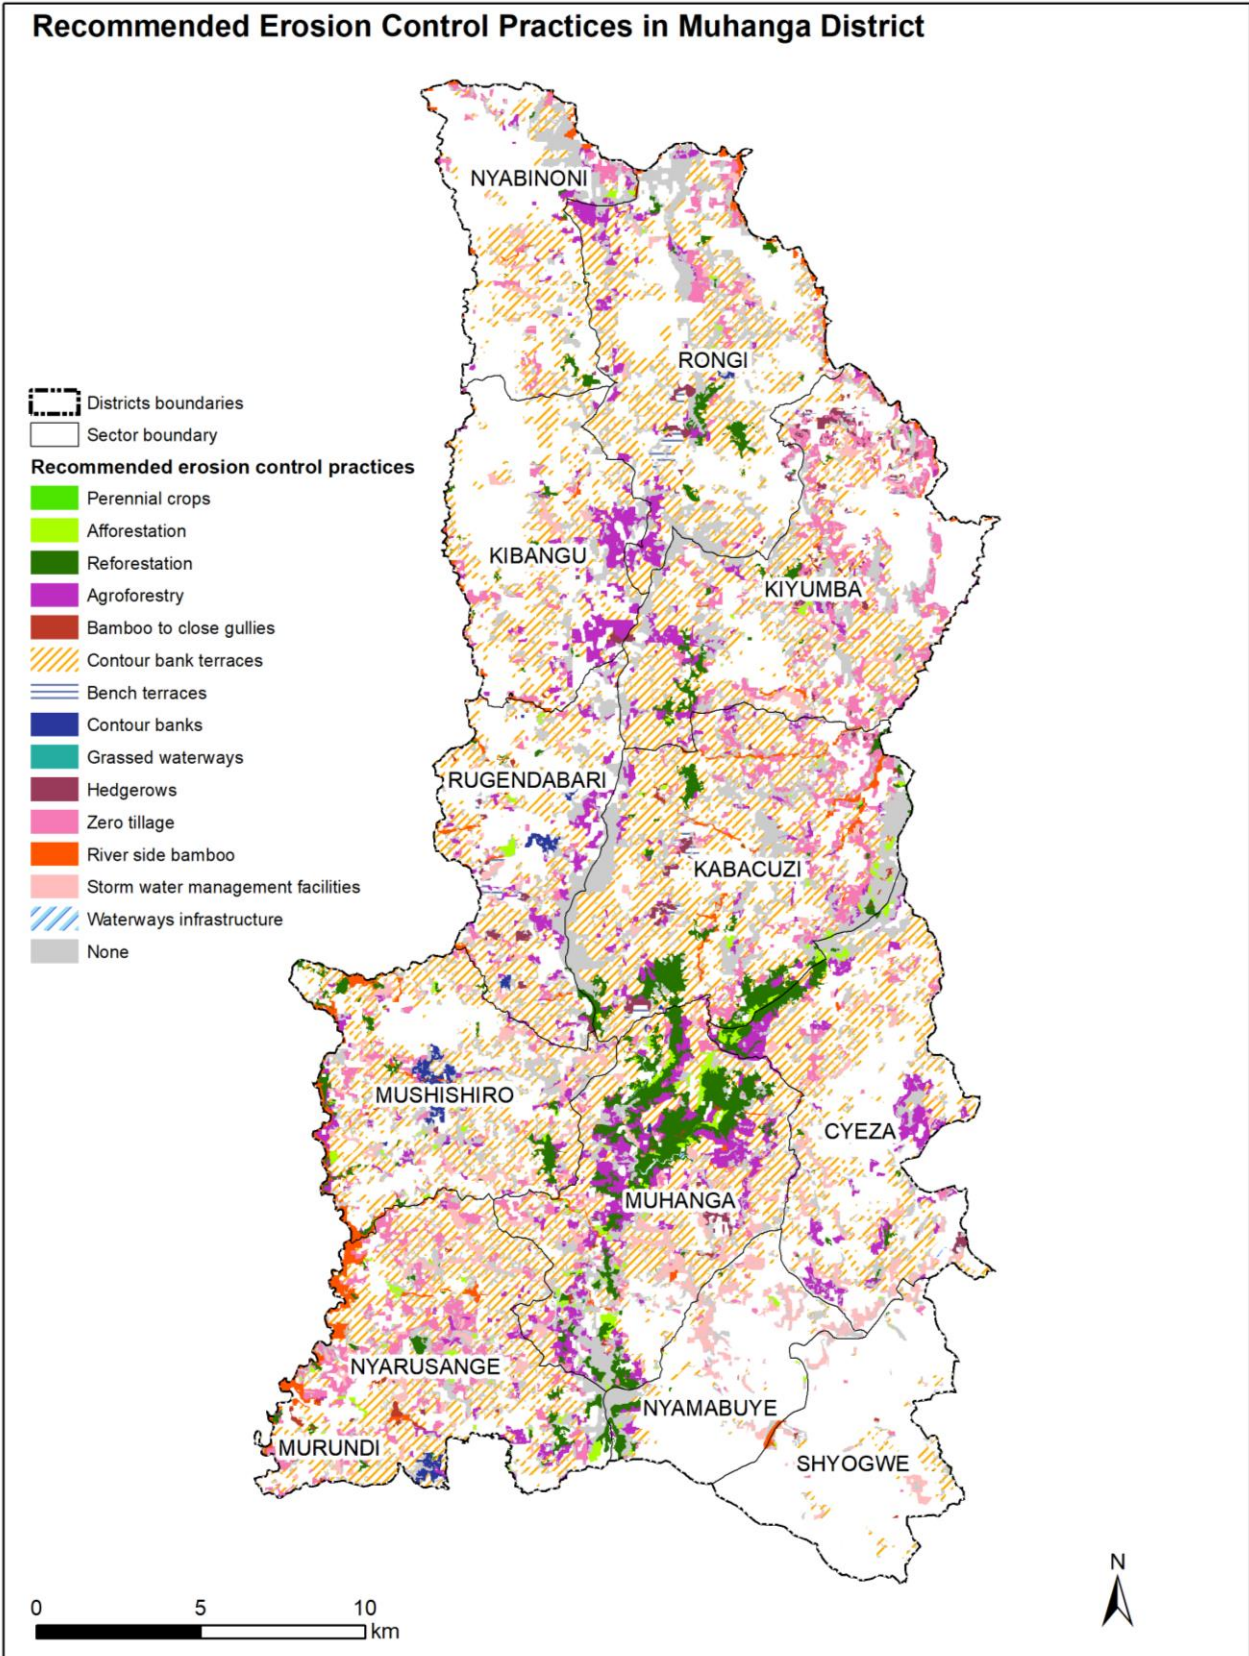 Recommended Erosion Control Practices in Muhanga District
NYABINONI
RONGI
Districts boundaries
Sector boundary
Recommended erosion control practices
Perennial crops
Afforestation
Reforestation
Agroforestry
Bamboo to close gullies
Contour bank terraces
Bench terraces
Contour banks
Grassed waterways
Hedgerows
Zero tillage
River side bamboo
Storm water management facilities
Waterways infrastructure
None
KIBANGU
KIYUMBA
RUGENDABARI
KABACUZI
MUSHISHIRO
CYEZA
MUHANGA
NYARUSANGE
NYAMABUYE
MURUNDI
SHYOGWE
N
0 5 10
km